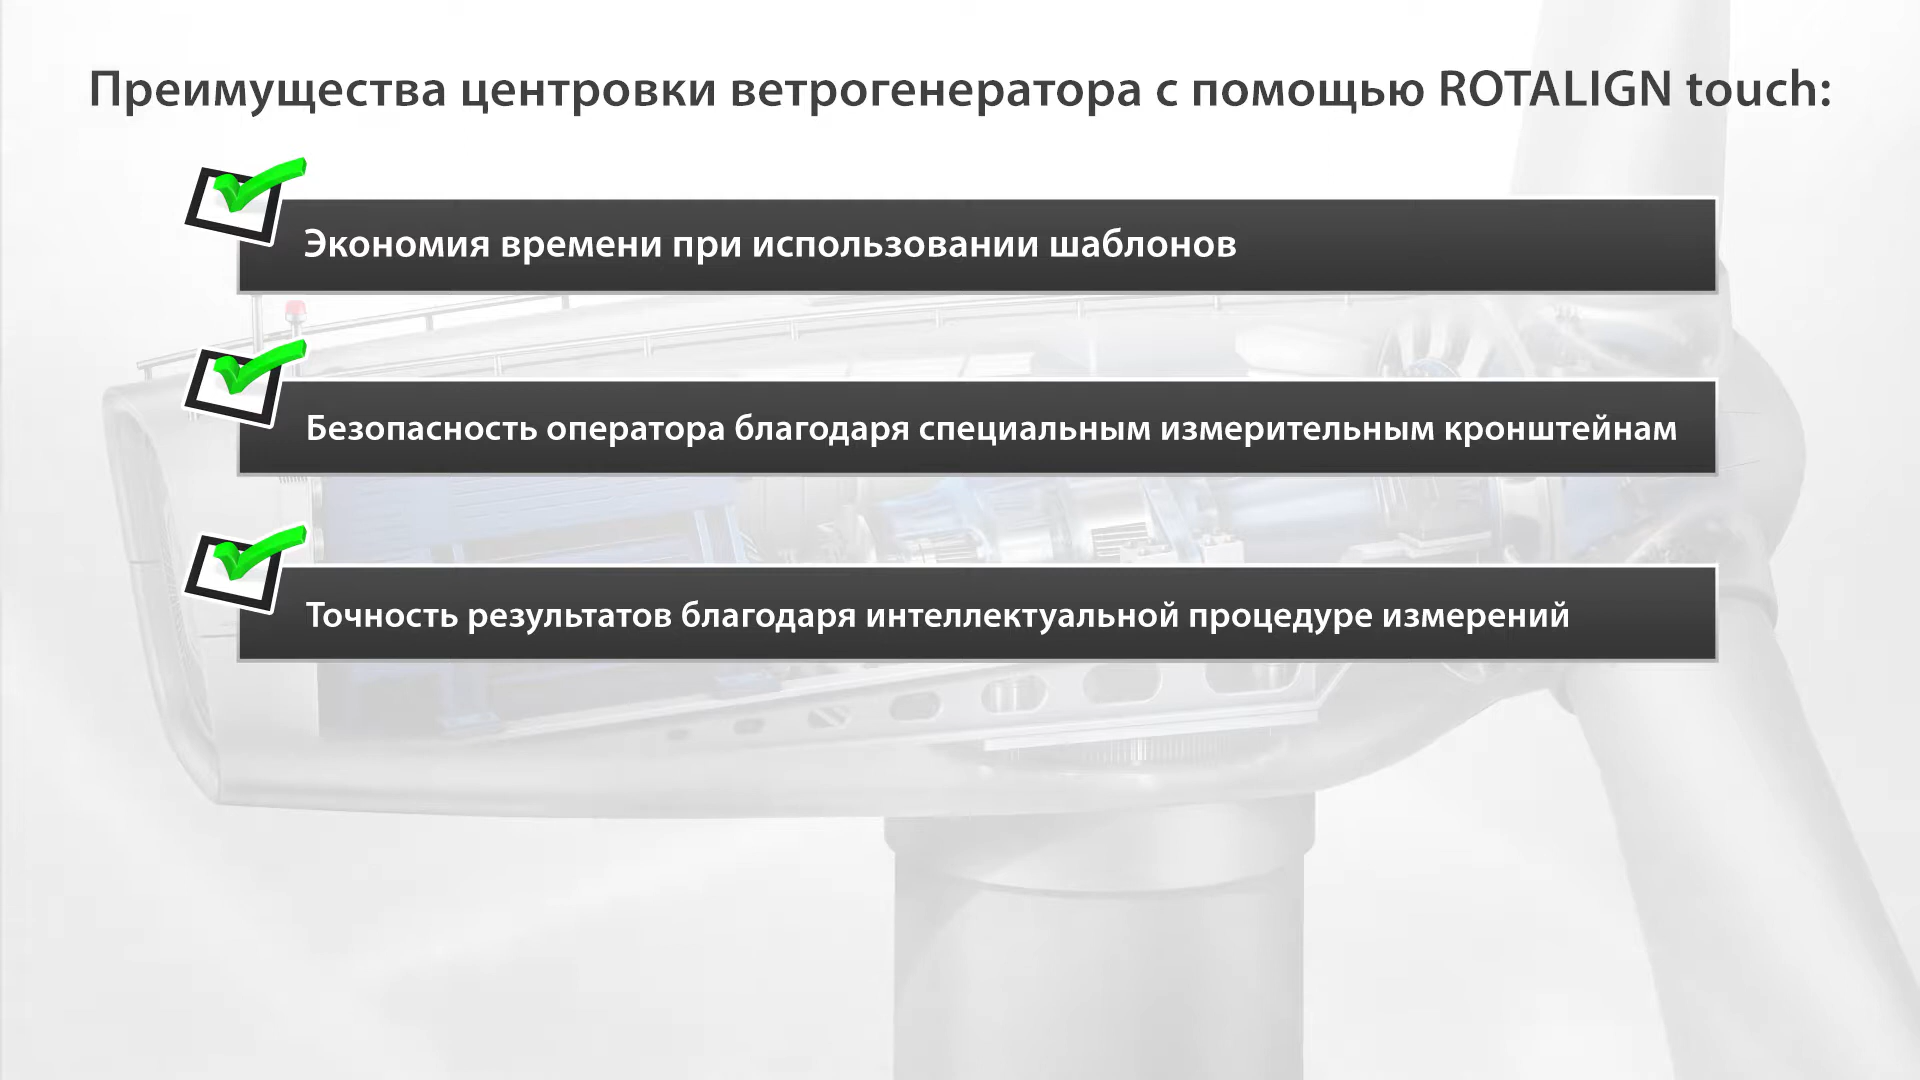 Преимущества центровки ветрогенератора с помощью ROTALIGN touch:
Экономия времени при использовании шаблонов
Безопасность оператора благодаря специальным измерительным кронштейнам
Точность результатов благодаря интеллектуальной процедуре измерений